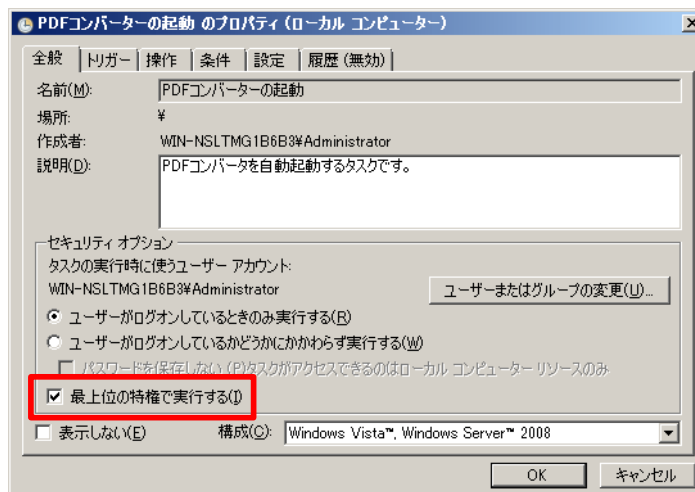 PDFコンバーターの起動 のプロパティ (ローカル コンピューター)
全般 トリガー 操作 条件 設定 履歴 (無効)
名前(M): PDFコンバーターの起動
場所: ¥
作成者: WIN-NSLTMG1B6B3¥Administrator
説明(D): PDFコンバータを自動起動するタスクです。
セキュリティ オプション
タスクの実行時に使うユーザー アカウント:
WIN-NSLTMG1B6B3¥Administrator ユーザーまたはグループの変更(U)...
ユーザーがログオンしているときのみ実行する(R)
ユーザーがログオンしているかどうかにかかわらず実行する(W)
パスワードを保存しない (P)タスクがアクセスできるのはローカル コンピューター リソースのみ
最上位の特権で実行する(I)
表示しない(E) 構成(C): Windows Vista™, Windows Server™ 2008
OK キャンセル